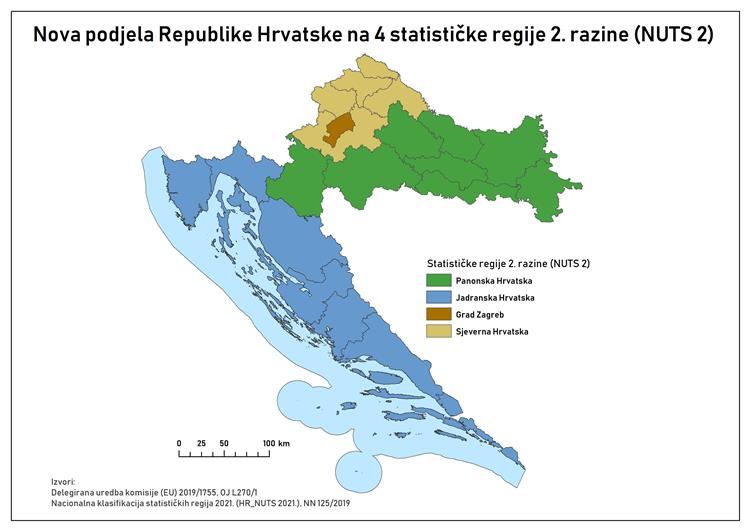 Nova podjela Republike Hrvatske na 4 statističke regije 2. razine (NUTS 2)
Statističke regije 2. razine (NUTS 2)
Panonska Hrvatska
Jadranska Hrvatska
Grad Zagreb
Sjeverna Hrvatska
0 25 50 100 km
Izvori:
Delegirana uredba komisije (EU) 2019/1755. OJ L270/1
Nacionalna klasifikacija statističkih regija 2021. (HR_NUTS 2021.), NN 125/2019